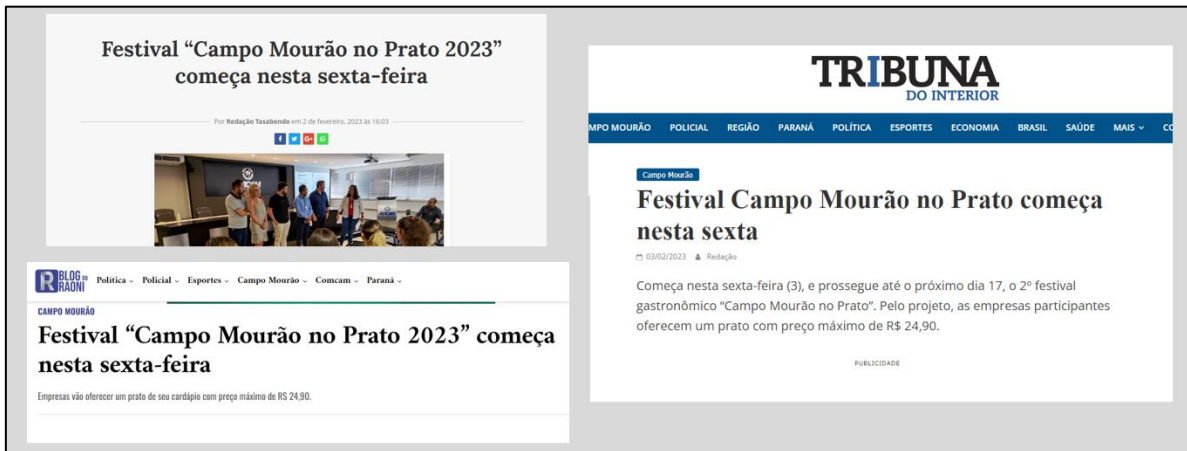 Festival “Campo Mourão no Prato 2023”
começa nesta sexta-feira
Por Redação Tasabendo em 2 de fevereiro, 2023 às 16:03
BLOG DO
RAONI
Política
Policial
Esportes
Campo Mourão
Comcam
Paraná
CAMPO MOURÃO
Festival “Campo Mourão no Prato 2023” começa
nesta sexta-feira
Empresas vão oferecer um prato de seu cardápio com preço máximo de R$ 24,90.
TRIBUNA
DO INTERIOR
MPO MOURÃO
POLICIAL
REGIÃO
PARANÁ
POLÍTICA
ESPORTES
ECONOMIA
BRASIL
SAÚDE
MAIS
CO
Campo Mourão
Festival Campo Mourão no Prato começa
nesta sexta
03/02/2023 Redação
Começa nesta sexta-feira (3), e prossegue até o próximo dia 17, o 2º festival
gastronômico “Campo Mourão no Prato”. Pelo projeto, as empresas participantes
oferecem um prato com preço máximo de R$ 24,90.
PUBLICIDADE